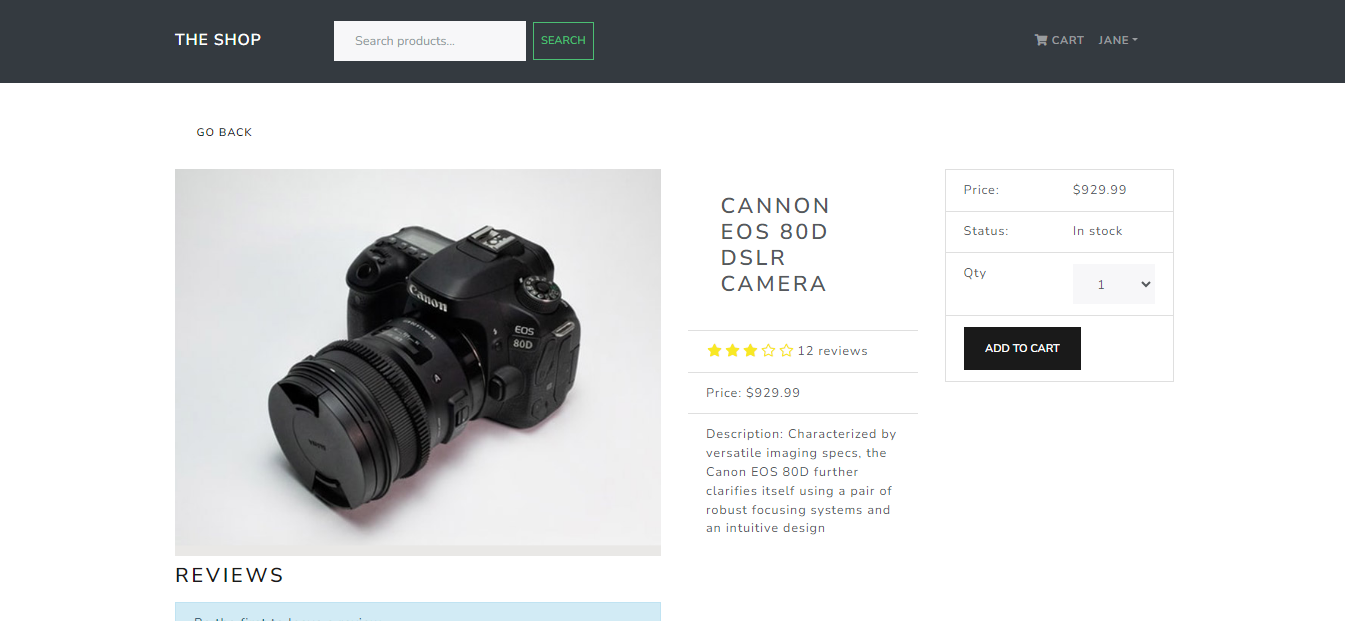 THE SHOP
Search products...
SEARCH
CART
JANE
GO BACK
Canon
EOS
80D
A
CANNON
EOS 80D
DSLR
CAMERA
12 reviews
Price: $929.99
Description: Characterized by
versatile imaging specs, the
Canon EOS 80D further
clarifies itself using a pair of
robust focusing systems and
an intuitive design
Price: $929.99
Status: In stock
Qty 1
ADD TO CART
REVIEWS